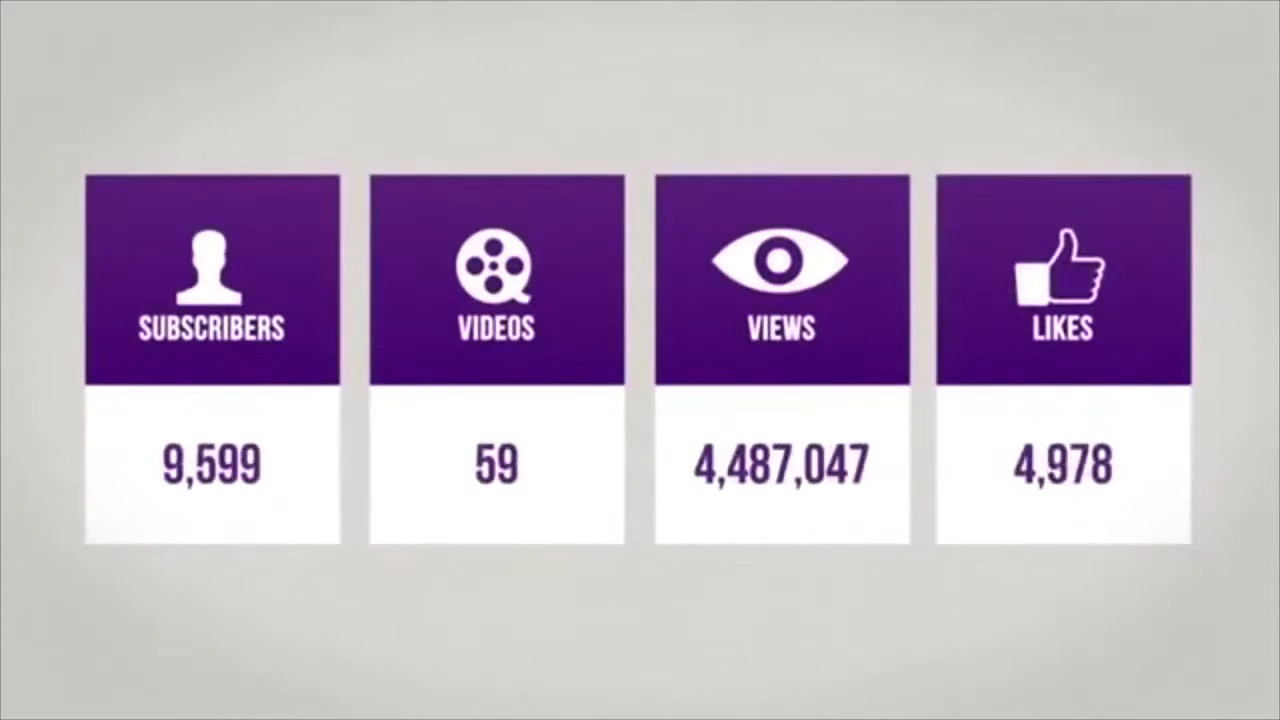 SUBSCRIBERS
VIDEOS
VIEWS
LIKES
9,599
59
4,487,047
4,978